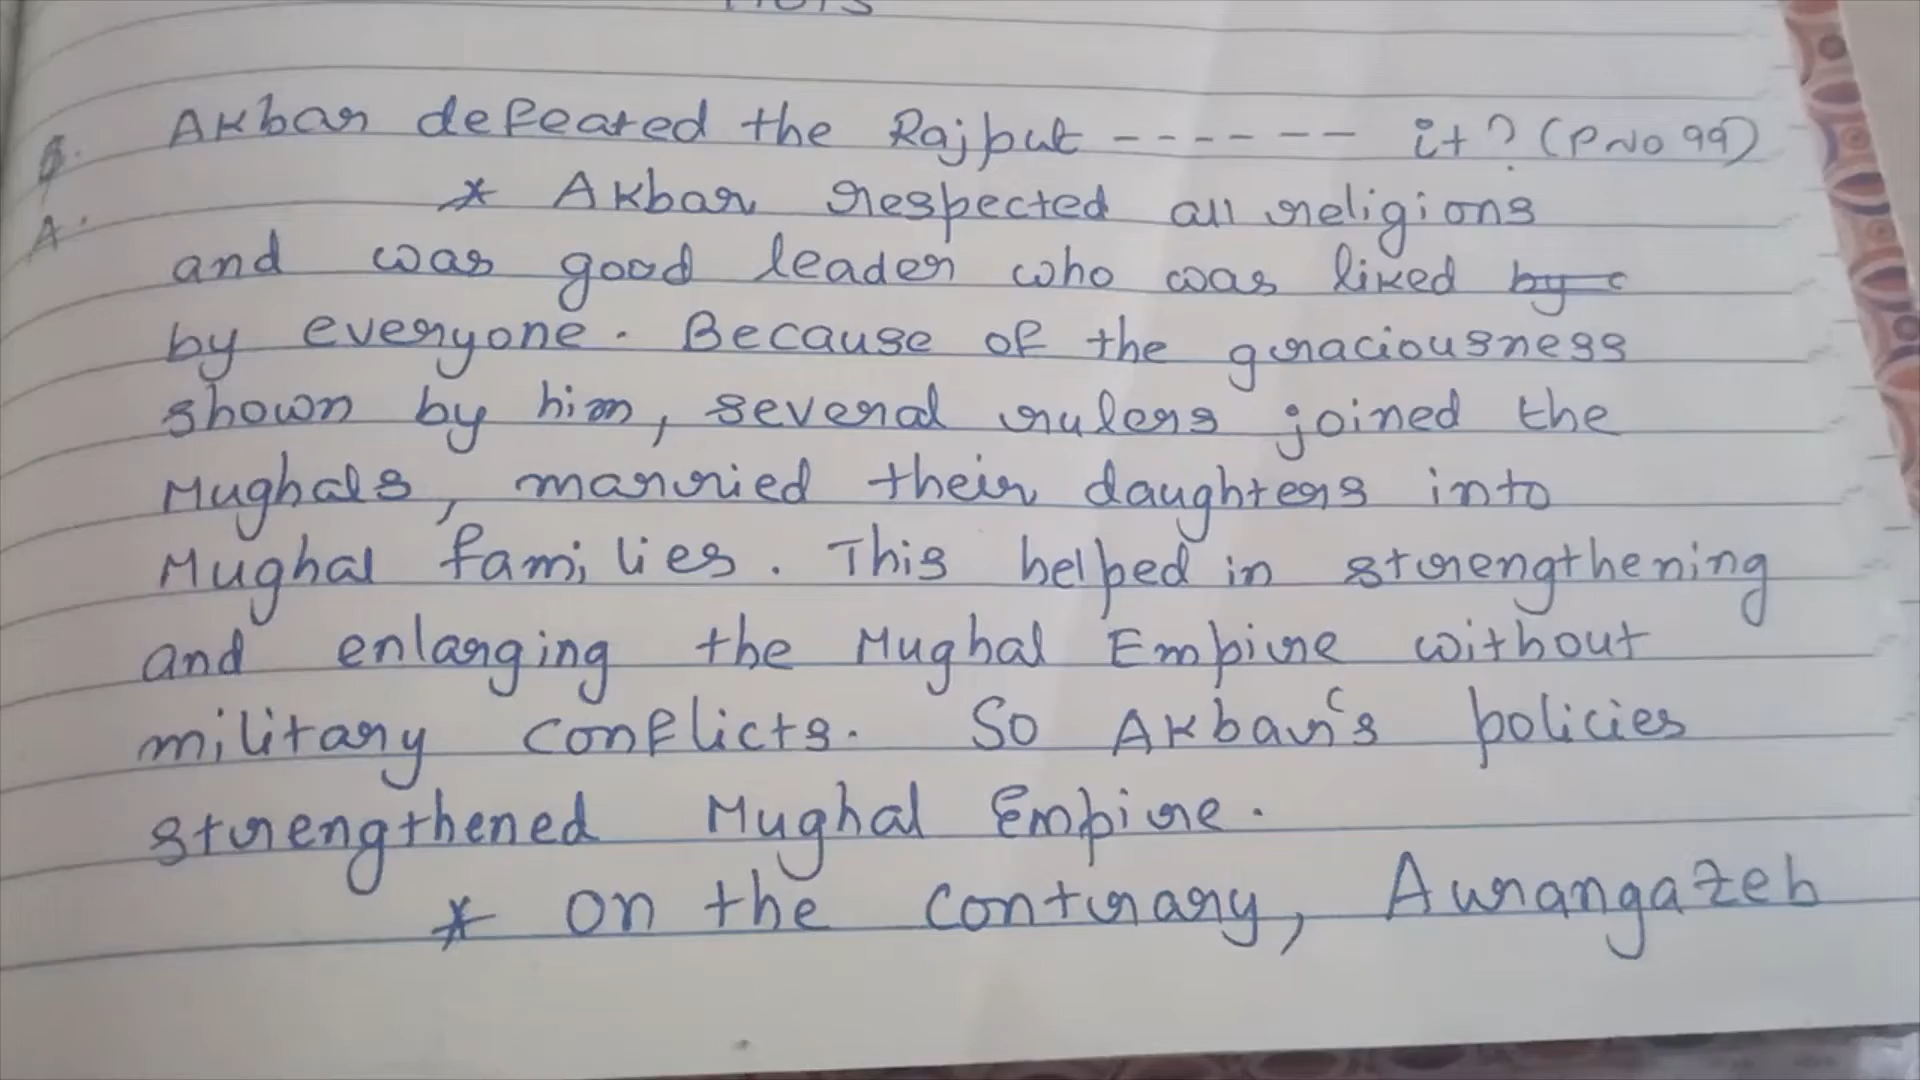 HOTS
Q. Akbar defeated the Rajput ------ it? (P No 99)
A. * Akbar respected all religions
and was good leader who was liked by
by everyone. Because of the graciousness
shown by him, several rulers joined the
Mughals, married their daughters into
Mughal families. This helped in strengthening
and enlarging the Mughal Empire without
military conflicts. So Akbar's policies
strengthened Mughal Empire.
* On the contrary, Aurangazeb